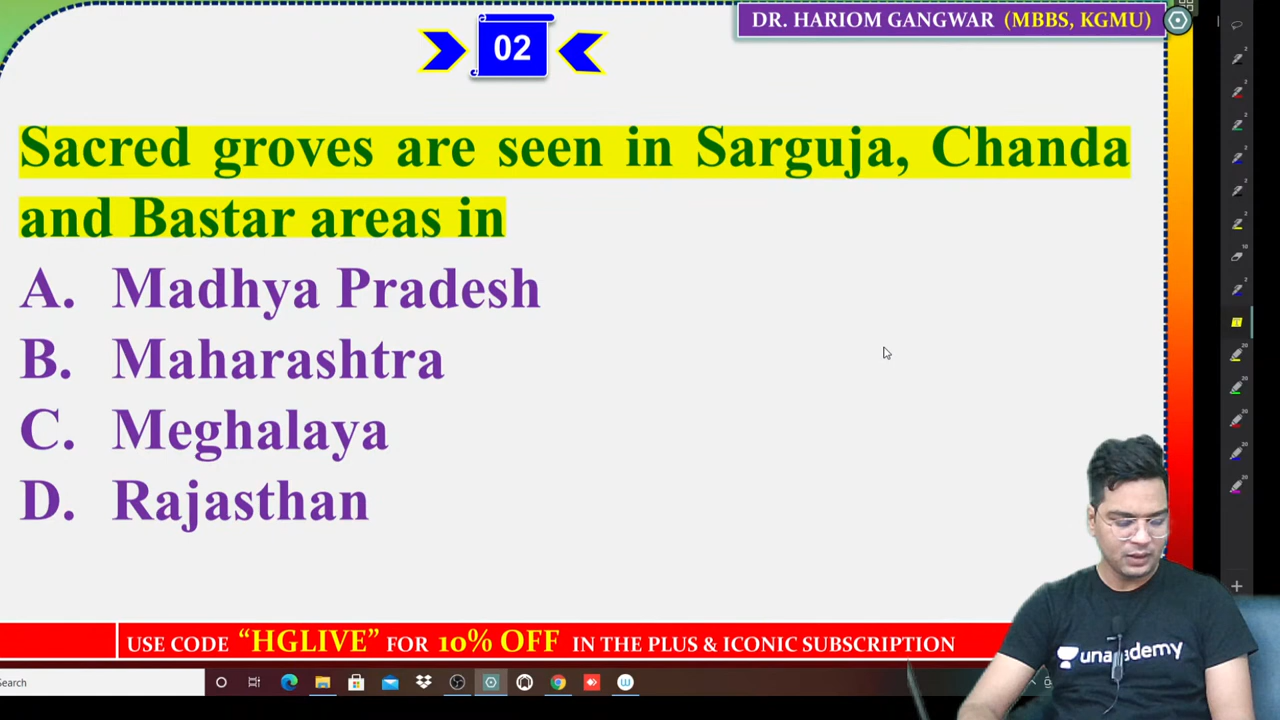 DR. HARIOM GANGWAR (MBBS, KGMU)
02
Sacred groves are seen in Sarguja, Chanda
and Bastar areas in
A. Madhya Pradesh
B. Maharashtra
C. Meghalaya
D. Rajasthan
unacademy
USE CODE “HGLIVE” FOR 10% OFF IN THE PLUS & ICONIC SUBSCRIPTION
Search